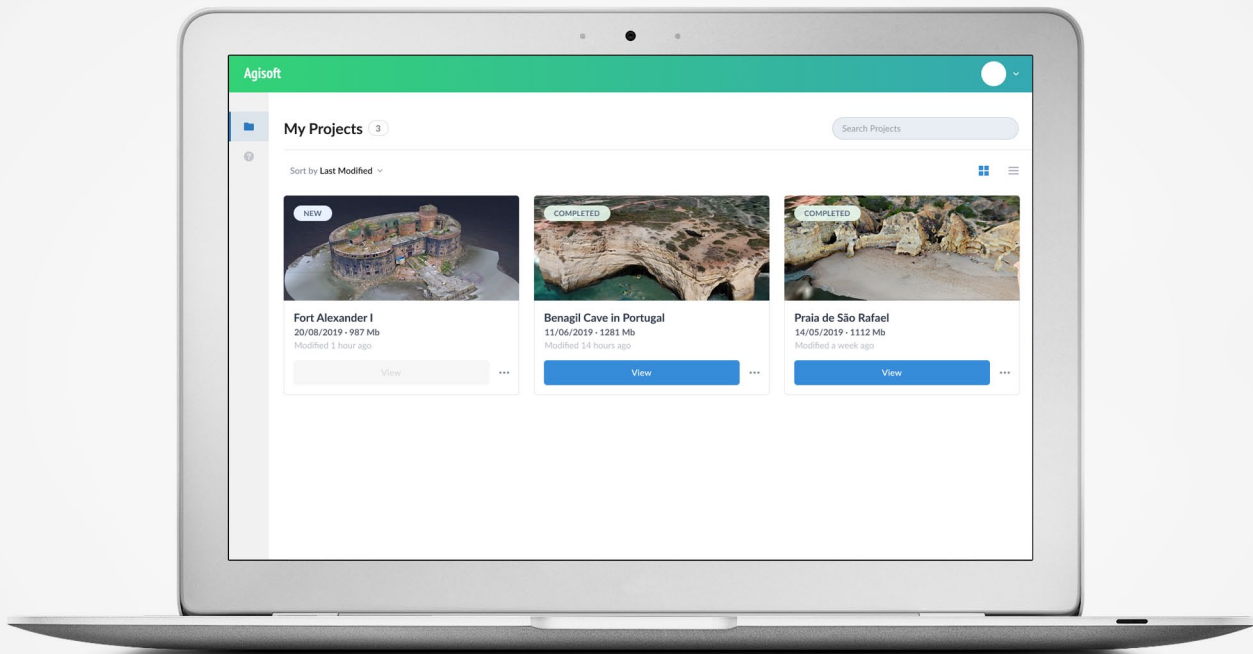 Agisoft
My Projects 3
Search Projects
Sort by Last Modified
NEW
Fort Alexander I
20/08/2019 · 987 Mb
Modified 1 hour ago
View
COMPLETED
Benagil Cave in Portugal
11/06/2019 · 1281 Mb
Modified 14 hours ago
View
COMPLETED
Praia de São Rafael
14/05/2019 · 1112 Mb
Modified a week ago
View